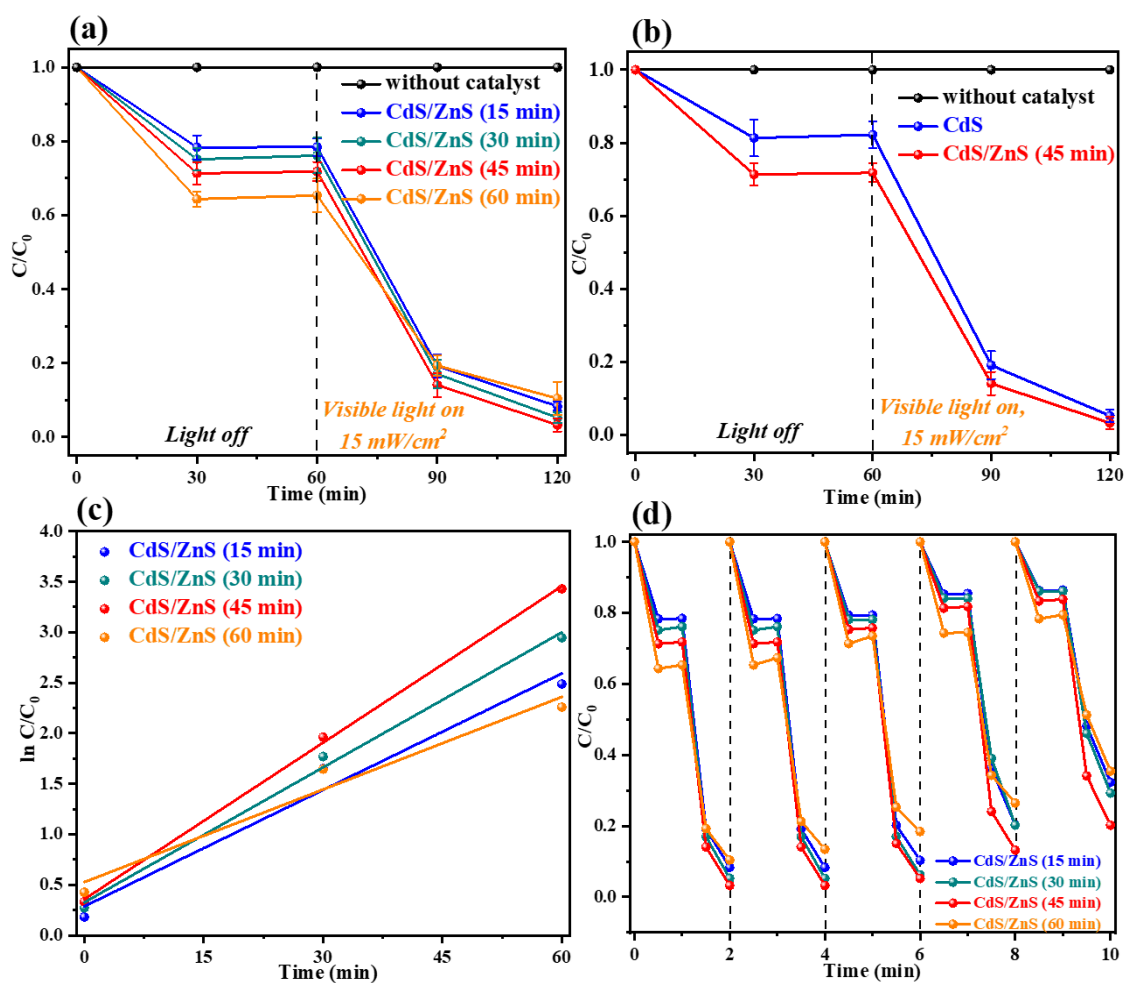 (a)
1.0
0.8
0.6
0.4
0.2
0.0
C/C₀
without catalyst
CdS/ZnS (15 min)
CdS/ZnS (30 min)
CdS/ZnS (45 min)
CdS/ZnS (60 min)
Light off
Visible light on
15 mW/cm²
0 30 60 90 120
Time (min)
(b)
1.0
0.8
0.6
0.4
0.2
0.0
C/C₀
without catalyst
CdS
CdS/ZnS (45 min)
Light off
Visible light on,
15 mW/cm²
0 30 60 90 120
Time (min)
(c)
4.0
3.5
3.0
2.5
2.0
1.5
1.0
0.5
0.0
ln C/C₀
CdS/ZnS (15 min)
CdS/ZnS (30 min)
CdS/ZnS (45 min)
CdS/ZnS (60 min)
0 15 30 45 60
Time (min)
(d)
1.0
0.8
0.6
0.4
0.2
0.0
C/C₀
CdS/ZnS (15 min)
CdS/ZnS (30 min)
CdS/ZnS (45 min)
CdS/ZnS (60 min)
0 2 4 6 8 10
Time (min)